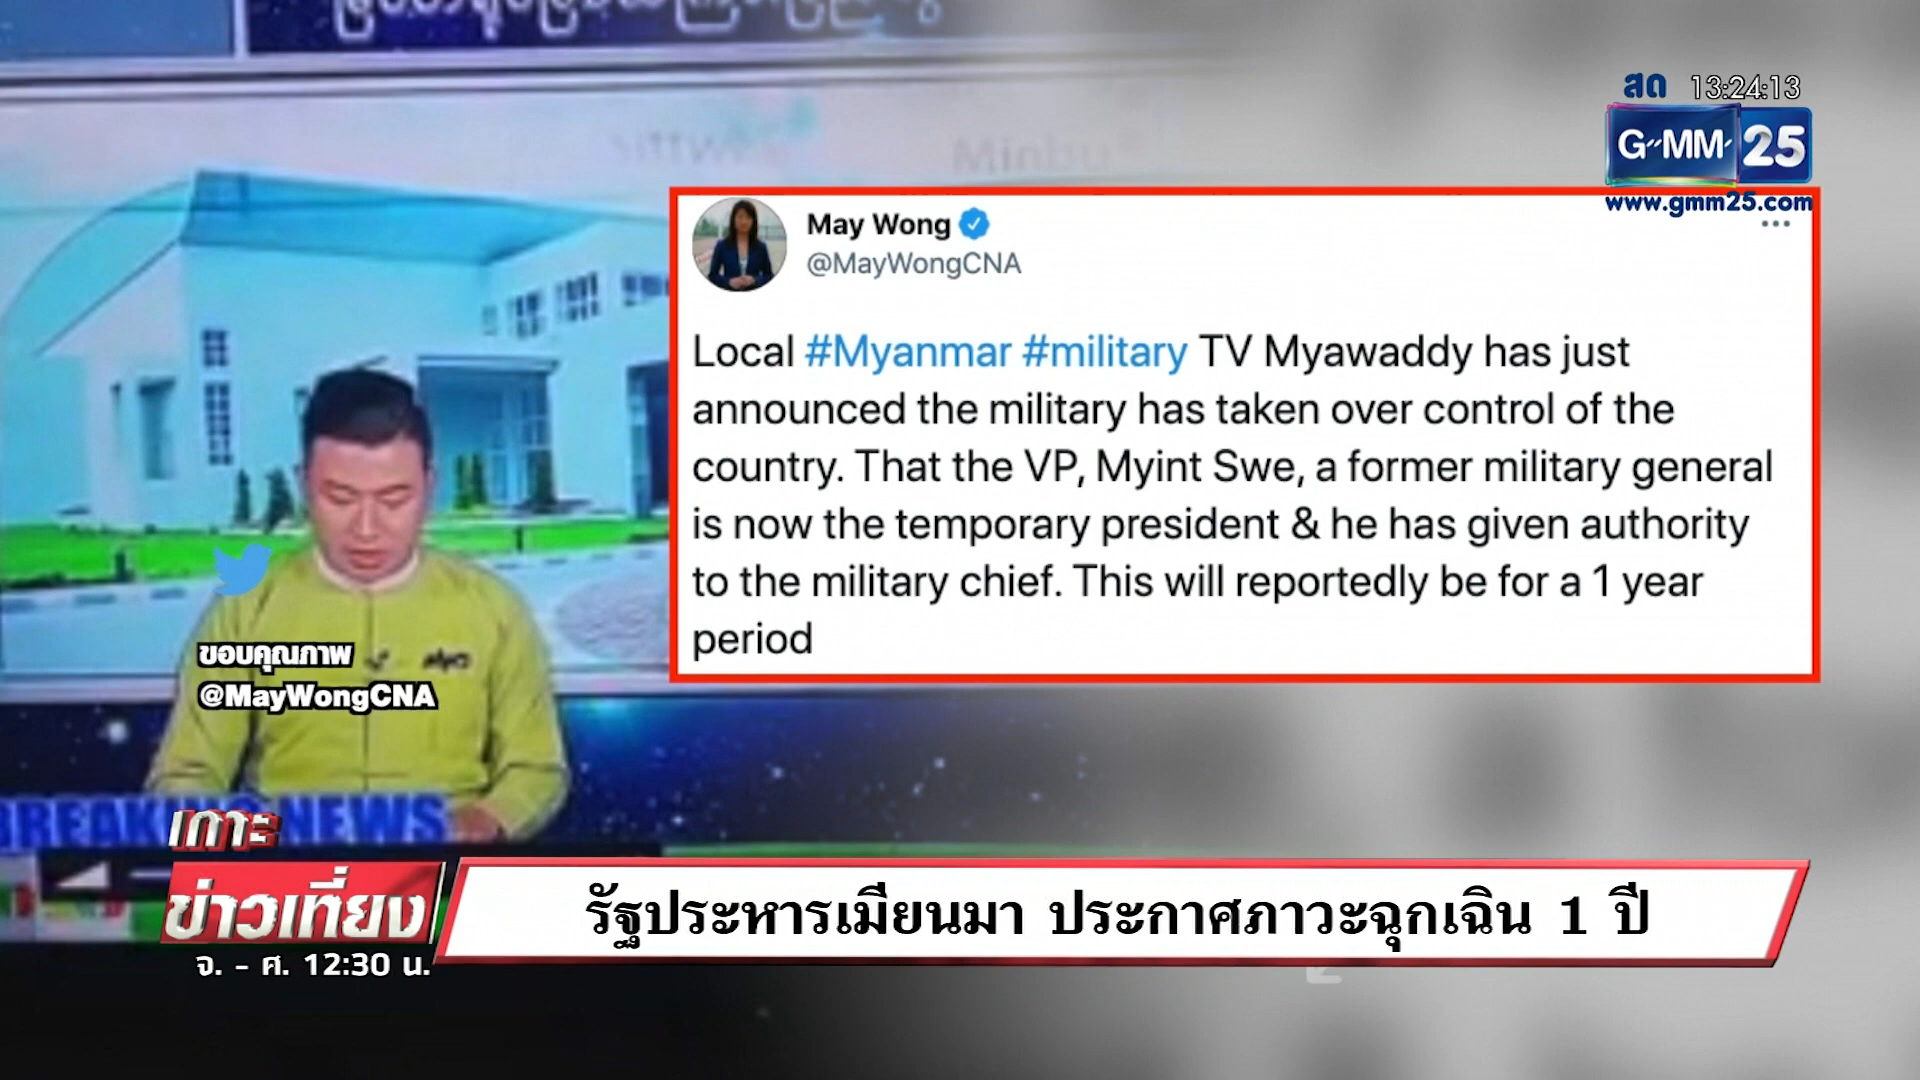 สด 13:24:13
GMM 25
www.gmm25.com
May Wong
@MayWongCNA
Local #Myanmar #military TV Myawaddy has just
announced the military has taken over control of the
country. That the VP, Myint Swe, a former military general
is now the temporary president & he has given authority
to the military chief. This will reportedly be for a 1 year
period
Minbu
ขอบคุณภาพ
@MayWongCNA
BREAKING NEWS
เกาะ
ข่าวเที่ยง
จ. - ศ. 12:30 น.
รัฐประหารเมียนมา ประกาศภาวะฉุกเฉิน 1 ปี